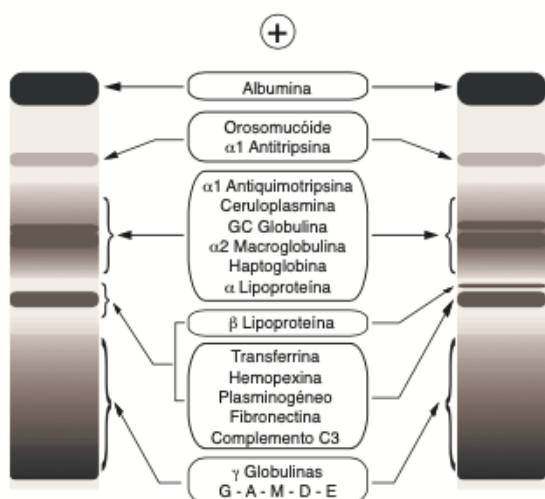 +
Albumina
Orosomucóide
α1 Antitripsina
α1 Antiquimotripsina
Ceruloplasmina
GC Globulina
α2 Macroglobulina
Haptoglobina
α Lipoproteína
β Lipoproteína
Transferrina
Hemopexina
Plasminogéneo
Fibronectina
Complemento C3
γ Globulinas
G - A - M - D - E